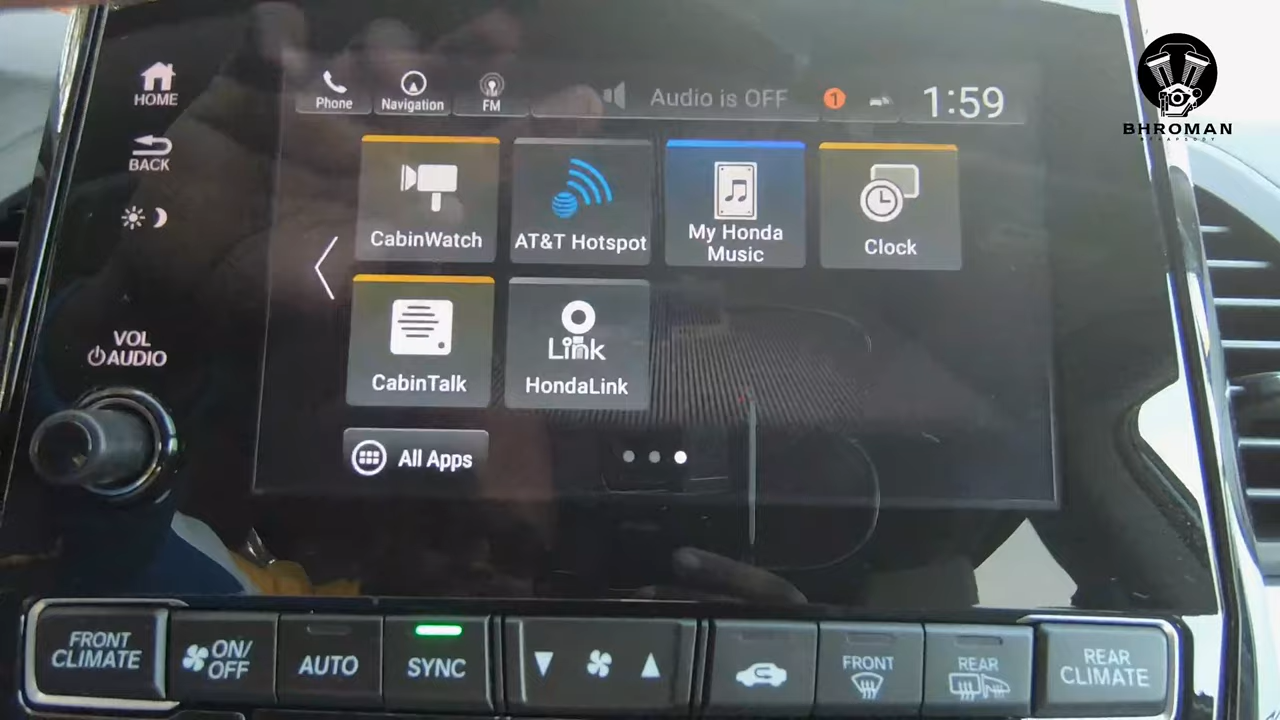 HOME
BACK
VOL
AUDIO
Phone
Navigation
FM
Audio is OFF
1
1:59
BHROMAN
CabinWatch
AT&T Hotspot
My Honda
Music
Clock
CabinTalk
Link
HondaLink
All Apps
FRONT
CLIMATE
ON/
OFF
AUTO
SYNC
FRONT
REAR
REAR
CLIMATE